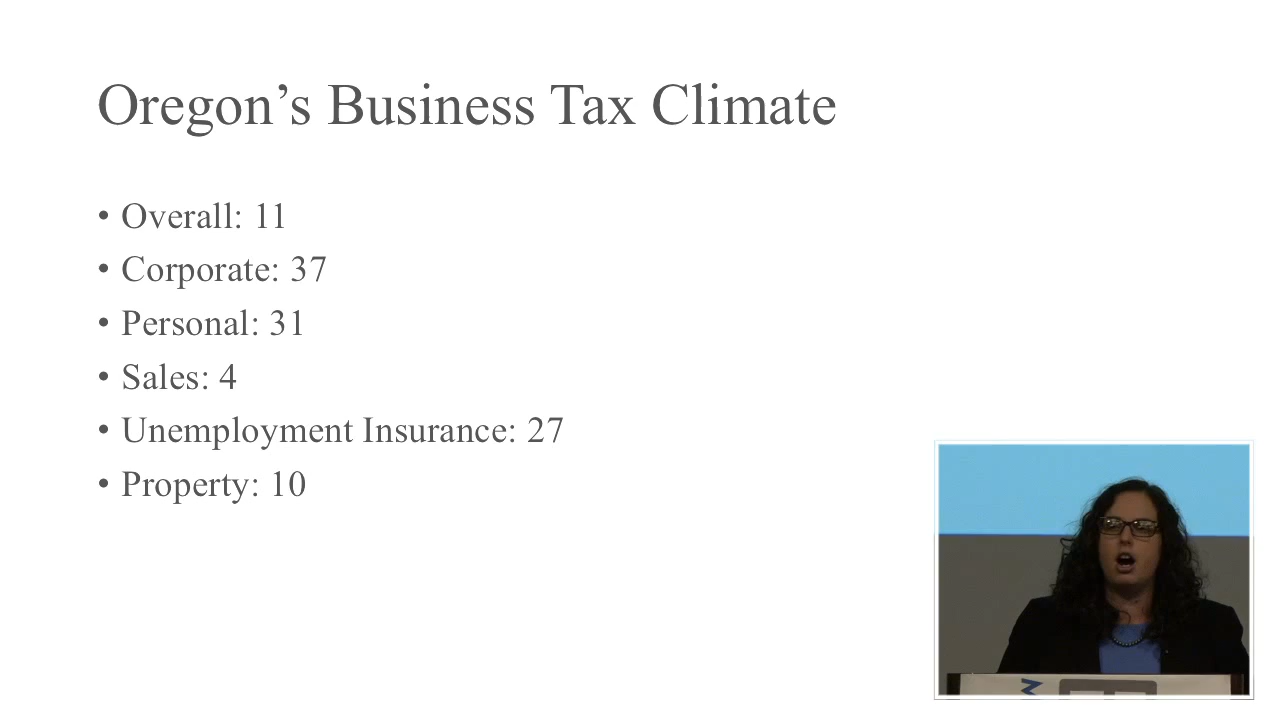 Oregon’s Business Tax Climate
• Overall: 11
• Corporate: 37
• Personal: 31
• Sales: 4
• Unemployment Insurance: 27
• Property: 10